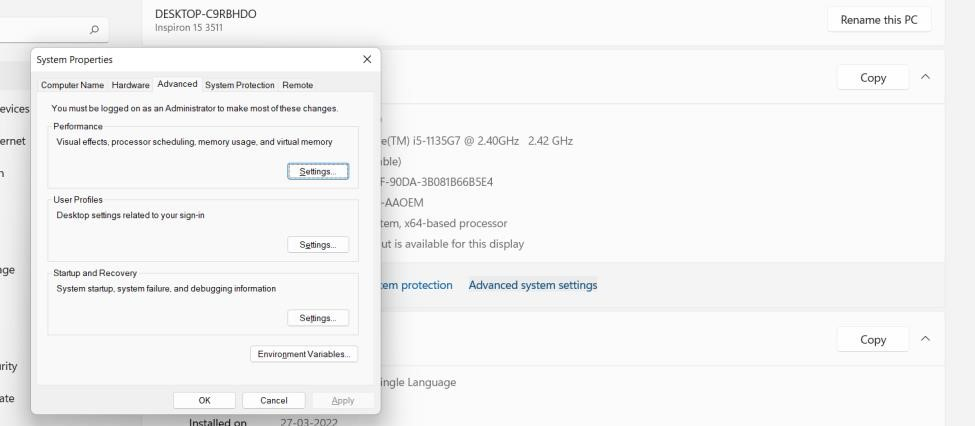 DESKTOP-C9RBHDO
Inspiron 15 3511
Rename this PC
System Properties
Computer Name Hardware Advanced System Protection Remote
You must be logged on as an Administrator to make most of these changes.
Performance
Visual effects, processor scheduling, memory usage, and virtual memory
Settings...
User Profiles
Desktop settings related to your sign-in
Settings...
Startup and Recovery
System startup, system failure, and debugging information
Settings...
Environment Variables...
OK Cancel Apply
Copy
e(TM) i5-1135G7 @ 2.40GHz 2.42 GHz
ble)
F-90DA-3B081B66B5E4
-AAOEM
tem, x64-based processor
ut is available for this display
em protection Advanced system settings
Copy
ingle Language
Installed on 27-03-2022
evices
ernet
n
age
rity
ate